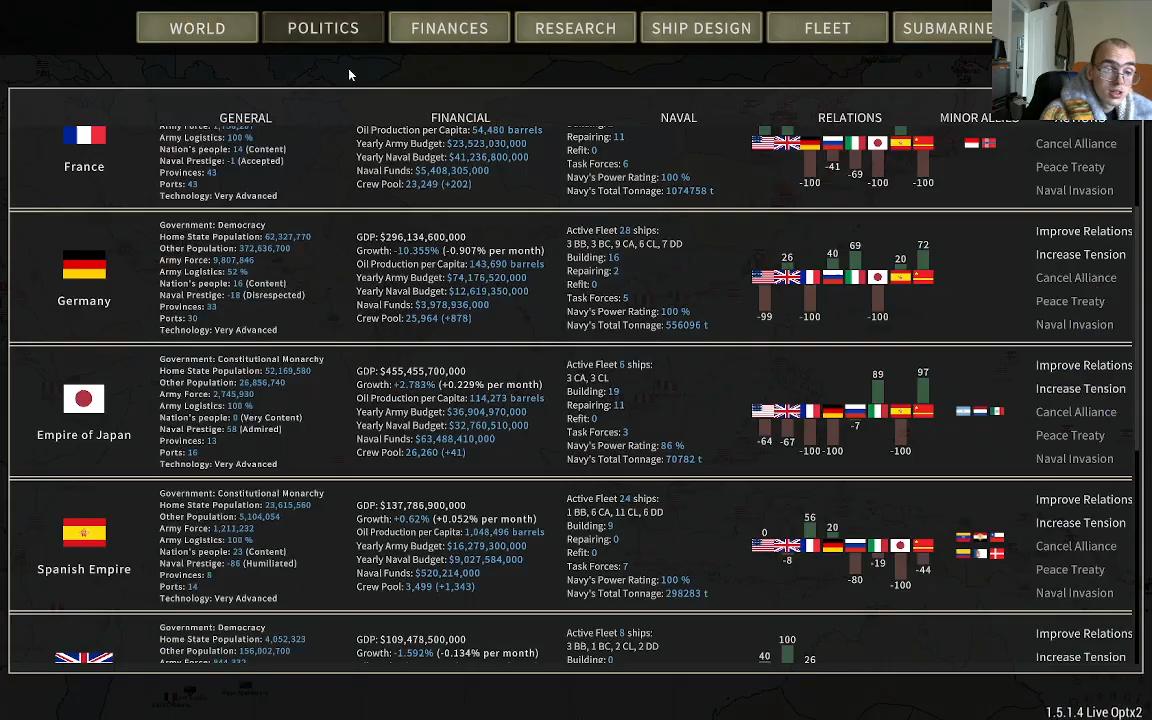 WORLD POLITICS FINANCES RESEARCH SHIP DESIGN FLEET SUBMARINE
GENERAL FINANCIAL NAVAL RELATIONS MINOR ALLIES
France
Army Logistics: 100 %
Nation's people: 14 (Content)
Naval Prestige: -1 (Accepted)
Provinces: 43
Ports: 43
Technology: Very Advanced
Oil Production per Capita: 54,480 barrels
Yearly Army Budget: $23,523,030,000
Yearly Naval Budget: $41,236,800,000
Naval Funds: $5,408,305,000
Crew Pool: 23,249 (+202)
Repairing: 11
Refit: 0
Task Forces: 6
Navy's Power Rating: 100 %
Navy's Total Tonnage: 1074758 t
-100 -41 -69 -100 -100
Cancel Alliance
Peace Treaty
Naval Invasion
Germany
Government: Democracy
Home State Population: 62,327,770
Other Population: 372,636,700
Army Force: 9,807,846
Army Logistics: 52 %
Nation's people: 16 (Content)
Naval Prestige: -18 (Disrespected)
Provinces: 33
Ports: 30
Technology: Very Advanced
GDP: $296,134,600,000
Growth: -10.355% (-0.907% per month)
Oil Production per Capita: 143,690 barrels
Yearly Army Budget: $74,176,520,000
Yearly Naval Budget: $12,619,350,000
Naval Funds: $3,978,936,000
Crew Pool: 25,964 (+878)
Active Fleet 28 ships:
3 BB, 3 BC, 9 CA, 6 CL, 7 DD
Building: 16
Repairing: 2
Refit: 0
Task Forces: 5
Navy's Power Rating: 100 %
Navy's Total Tonnage: 556096 t
26 40 69 20 72
-99 -100 -100
Improve Relations
Increase Tension
Cancel Alliance
Peace Treaty
Naval Invasion
Empire of Japan
Government: Constitutional Monarchy
Home State Population: 52,169,580
Other Population: 26,856,740
Army Force: 2,745,930
Army Logistics: 100 %
Nation's people: 0 (Very Content)
Naval Prestige: 58 (Admired)
Provinces: 13
Ports: 16
Technology: Very Advanced
GDP: $455,455,700,000
Growth: +2.783% (+0.229% per month)
Oil Production per Capita: 114,273 barrels
Yearly Army Budget: $36,904,970,000
Yearly Naval Budget: $32,760,510,000
Naval Funds: $63,488,410,000
Crew Pool: 26,260 (+41)
Active Fleet 6 ships:
3 CA, 3 CL
Building: 19
Repairing: 11
Refit: 0
Task Forces: 3
Navy's Power Rating: 86 %
Navy's Total Tonnage: 70782 t
89 97
-64 -67 -100 -100 -7 -100
Improve Relations
Increase Tension
Cancel Alliance
Peace Treaty
Naval Invasion
Spanish Empire
Government: Constitutional Monarchy
Home State Population: 23,615,560
Other Population: 5,104,054
Army Force: 1,211,232
Army Logistics: 100 %
Nation's people: 23 (Content)
Naval Prestige: -86 (Humiliated)
Provinces: 8
Ports: 14
Technology: Very Advanced
GDP: $137,786,900,000
Growth: +0.62% (+0.052% per month)
Oil Production per Capita: 1,048,496 barrels
Yearly Army Budget: $16,279,300,000
Yearly Naval Budget: $9,027,584,000
Naval Funds: $520,214,000
Crew Pool: 3,499 (+1,343)
Active Fleet 24 ships:
1 BB, 6 CA, 11 CL, 6 DD
Building: 9
Repairing: 0
Refit: 0
Task Forces: 7
Navy's Power Rating: 100 %
Navy's Total Tonnage: 298283 t
0 56 20
-8 -80 -19 -100 -44
Improve Relations
Increase Tension
Cancel Alliance
Peace Treaty
Naval Invasion
Government: Democracy
Home State Population: 4,052,323
Other Population: 156,002,700
GDP: $109,478,500,000
Growth: -1.592% (-0.134% per month)
Active Fleet 8 ships:
3 BB, 1 BC, 2 CL, 2 DD
Building: 0
40 100 26
Improve Relations
Increase Tension
1.5.1.4 Live Optx2